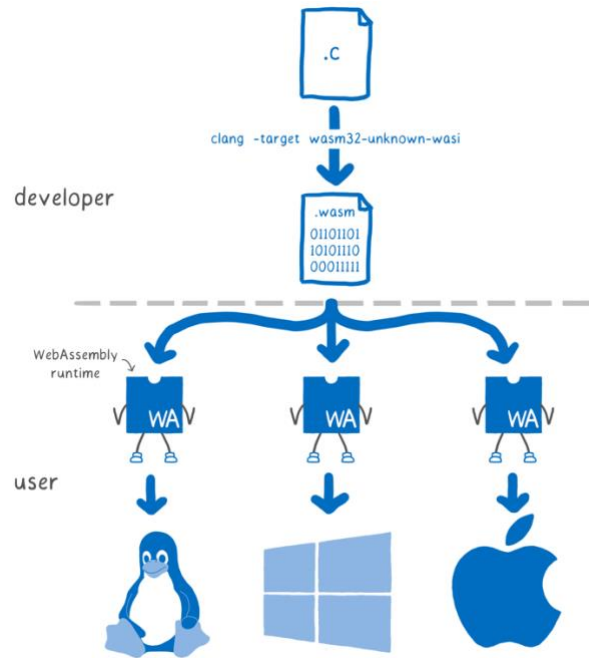 .C
clang -target wasm32-unknown-wasi
developer
.wasm
01101101
10101110
00011111
WebAssembly
runtime
WA
WA
WA
user